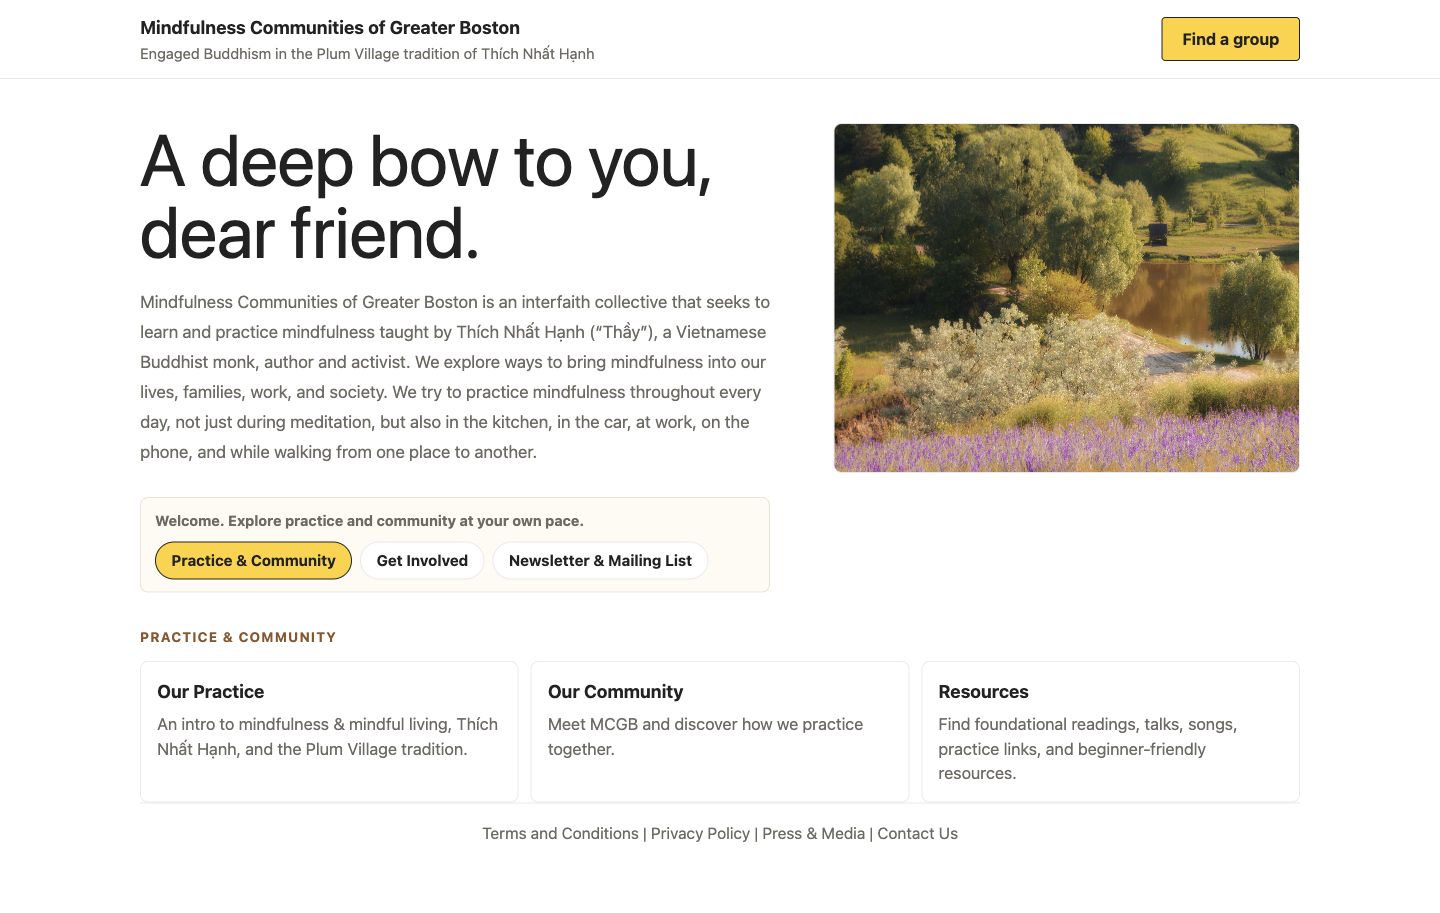 Mindfulness Communities of Greater Boston
Engaged Buddhism in the Plum Village tradition of Thích Nhất Hạnh
Find a group
A deep bow to you,
dear friend.
Mindfulness Communities of Greater Boston is an interfaith collective that seeks to
learn and practice mindfulness taught by Thích Nhất Hạnh (“Thầy”), a Vietnamese
Buddhist monk, author and activist. We explore ways to bring mindfulness into our
lives, families, work, and society. We try to practice mindfulness throughout every
day, not just during meditation, but also in the kitchen, in the car, at work, on the
phone, and while walking from one place to another.
Welcome. Explore practice and community at your own pace.
Practice & Community
Get Involved
Newsletter & Mailing List
PRACTICE & COMMUNITY
Our Practice
An intro to mindfulness & mindful living, Thích
Nhất Hạnh, and the Plum Village tradition.
Our Community
Meet MCGB and discover how we practice
together.
Resources
Find foundational readings, talks, songs,
practice links, and beginner-friendly
resources.
Terms and Conditions | Privacy Policy | Press & Media | Contact Us